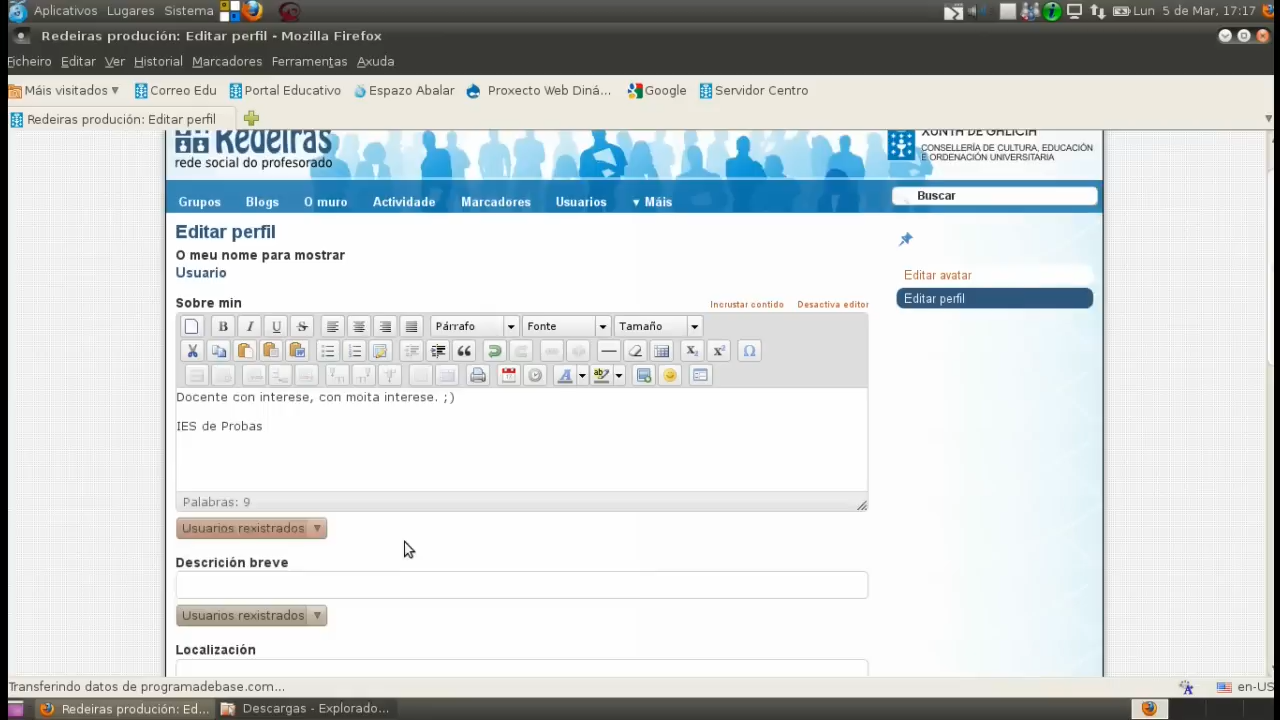 Aplicativos Lugares Sistema Lun 5 de Mar, 17:17
Redeiras produción: Editar perfil - Mozilla Firefox
Ficheiro Editar Ver Historial Marcadores Ferramentas Axuda
Máis visitados Correo Edu Portal Educativo Espazo Abalar Proxecto Web Diná... Google Servidor Centro
Redeiras produción: Editar perfil
Redeiras
rede social do profesorado
XUNTA DE GALICIA
CONSELLERÍA DE CULTURA, EDUCACIÓN
E ORDENACIÓN UNIVERSITARIA
Grupos Blogs O muro Actividade Marcadores Usuarios ▼ Máis Buscar
Editar perfil
O meu nome para mostrar
Usuario
Editar avatar
Editar perfil
Sobre min Incrustar contido Desactiva editor
Párrafo Fonte Tamaño
Docente con interese, con moita interese. ;)
IES de Probas
Palabras: 9
Usuarios rexistrados ▼
Descrición breve
Usuarios rexistrados ▼
Localización
Transferindo datos de programadebase.com... en-US
Redeiras produción: Ed... Descargas - Explorado...